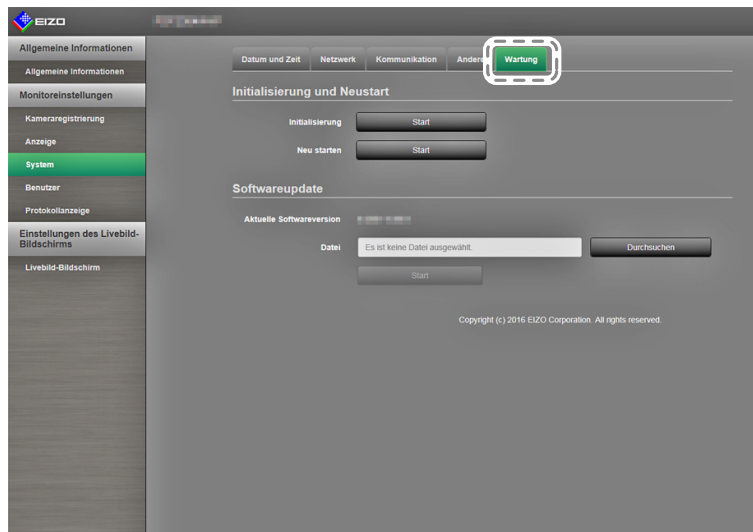 EIZO
Allgemeine Informationen
Allgemeine Informationen
Monitoreinstellungen
Kameraregistrierung
Anzeige
System
Benutzer
Protokollanzeige
Einstellungen des Livebild-
Bildschirms
Livebild-Bildschirm
Datum und Zeit Netzwerk Kommunikation Andere Wartung
Initialisierung und Neustart
Initialisierung Start
Neu starten Start
Softwareupdate
Aktuelle Softwareversion
Datei Es ist keine Datei ausgewählt. Durchsuchen
Start
Copyright (c) 2016 EIZO Corporation. All rights reserved.